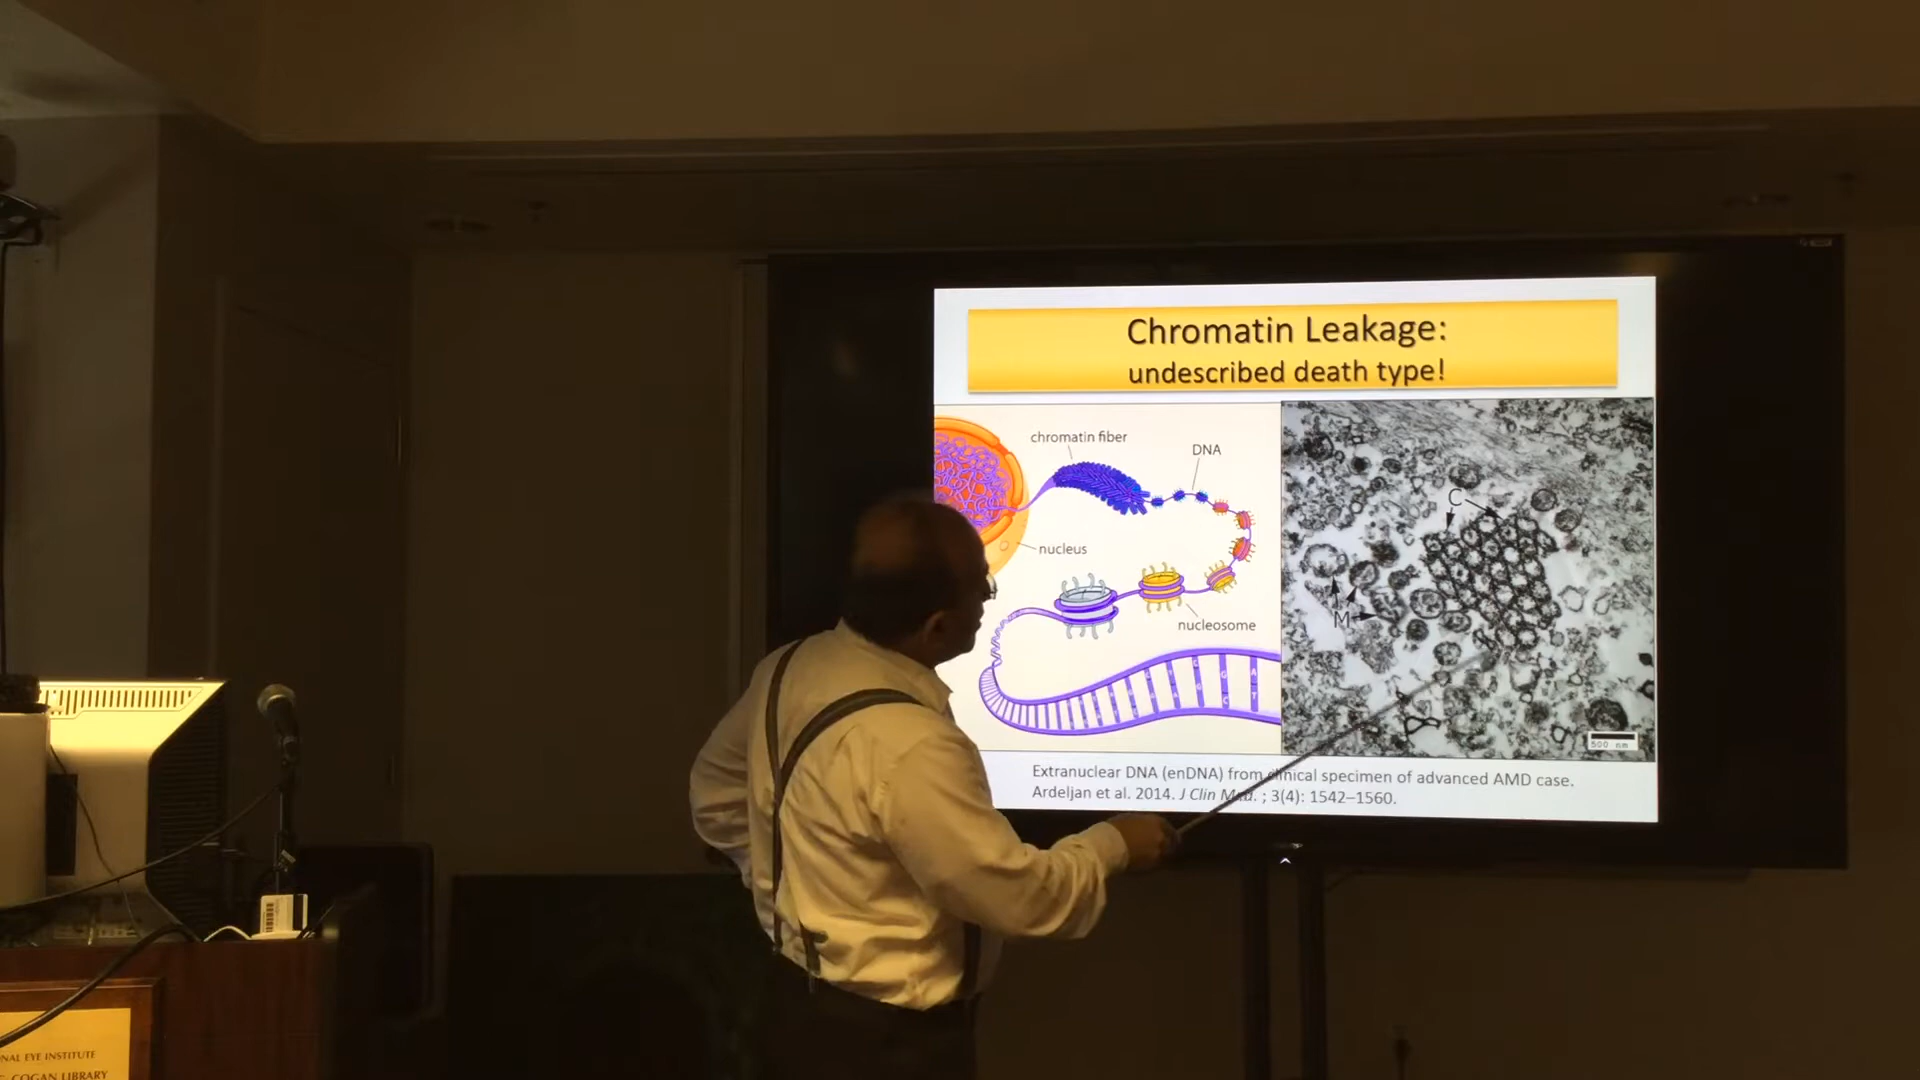 Chromatin Leakage:
undescribed death type!
chromatin fiber
DNA
nucleus
nucleosome
C
M
500 nm
Extranuclear DNA (enDNA) from clinical specimen of advanced AMD case.
Ardeljan et al. 2014. J Clin Med. ; 3(4): 1542–1560.
NAL EYE INSTITUTE
COGAN LIBRARY